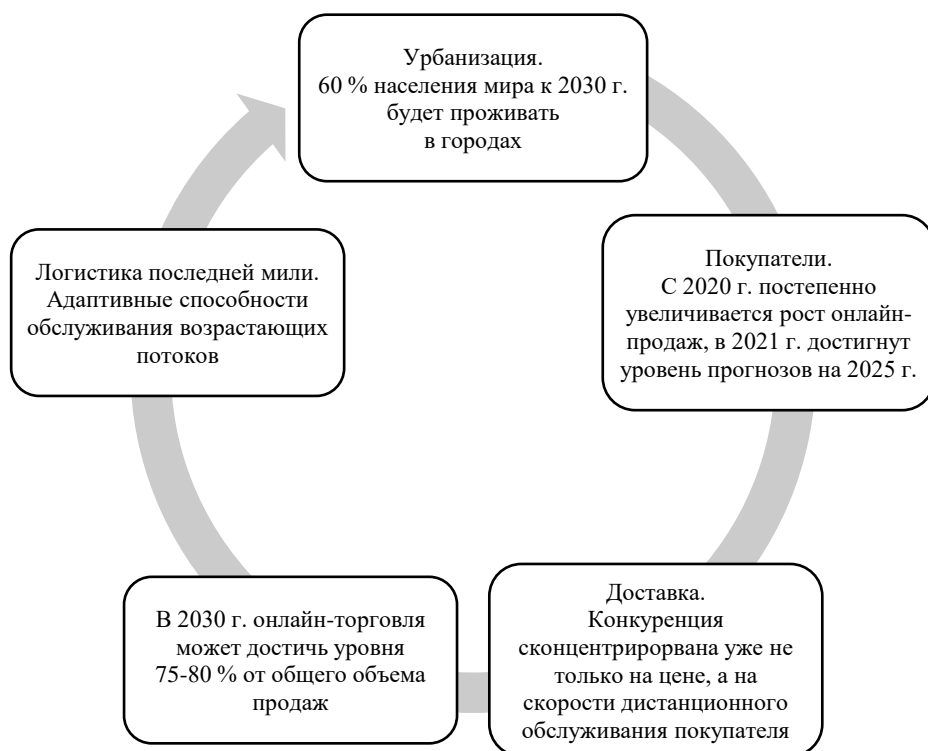 Урбанизация.
60 % населения мира к 2030 г.
будет проживать
в городах
Покупатели.
С 2020 г. постепенно
увеличивается рост онлайн-
продаж, в 2021 г. достигнут
уровень прогнозов на 2025 г.
Доставка.
Конкуренция
сконцентрирорвана уже не
только на цене, а на
скорости дистанционного
обслуживания покупателя
В 2030 г. онлайн-торговля
может достичь уровня
75-80 % от общего объема
продаж
Логистика последней мили.
Адаптивные способности
обслуживания возрастающих
потоков